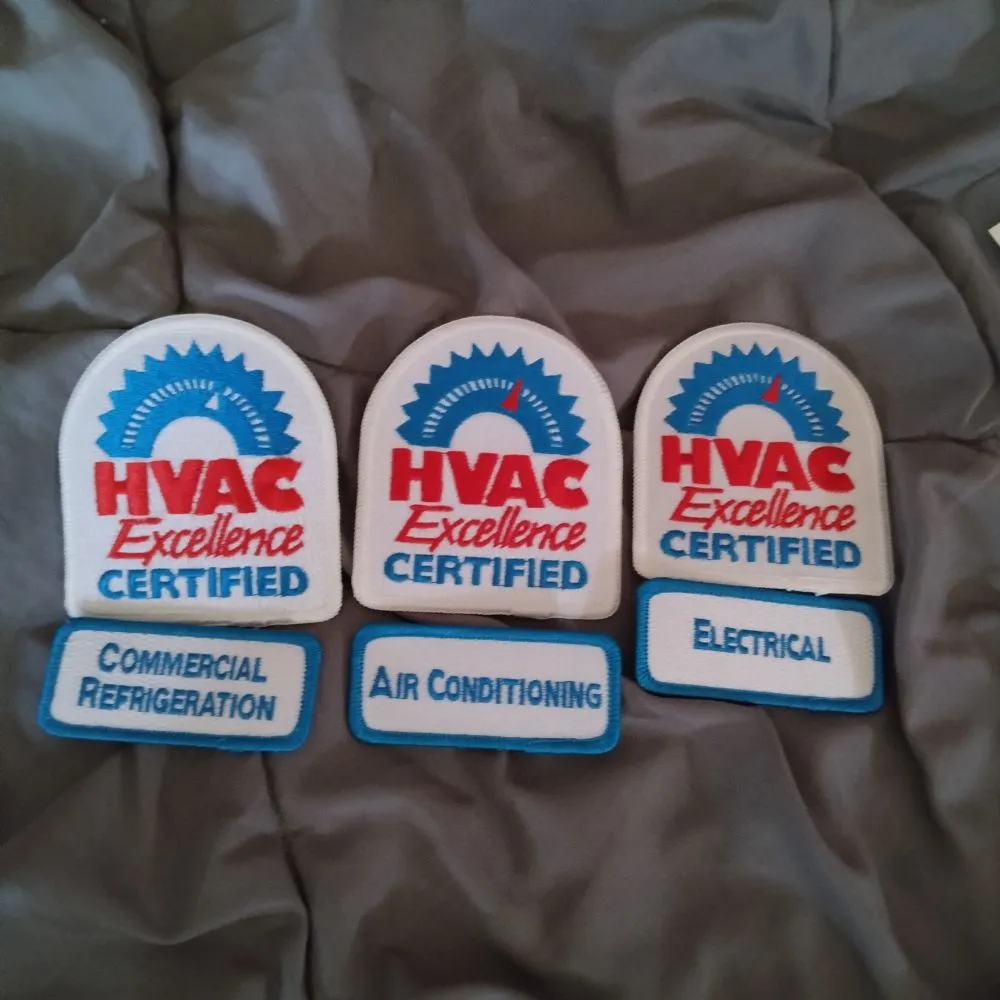 HVAC
Excellence
CERTIFIED
COMMERCIAL
REFRIGERATION
HVAC
Excellence
CERTIFIED
AIR CONDITIONING
HVAC
Excellence
CERTIFIED
ELECTRICAL